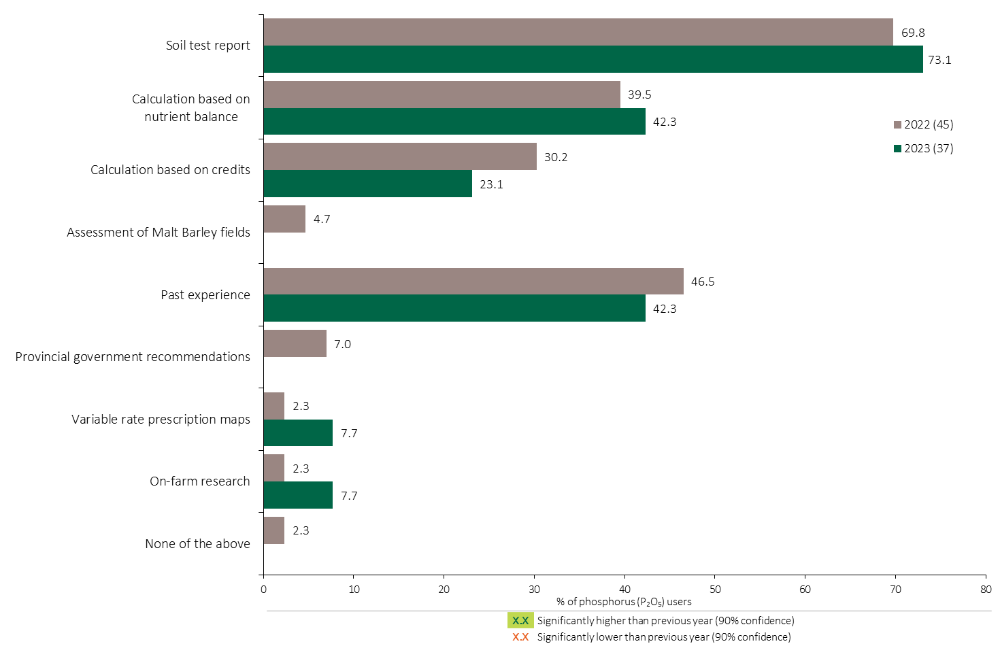 Soil test report
69.8
73.1
Calculation based on
nutrient balance
39.5
42.3
2022 (45)
2023 (37)
Calculation based on credits
30.2
23.1
Assessment of Malt Barley fields
4.7
Past experience
46.5
42.3
Provincial government recommendations
7.0
Variable rate prescription maps
2.3
7.7
On-farm research
2.3
7.7
None of the above
2.3
0 10 20 30 40 50 60 70 80
% of phosphorus (P₂O₅) users
X.X Significantly higher than previous year (90% confidence)
X.X Significantly lower than previous year (90% confidence)